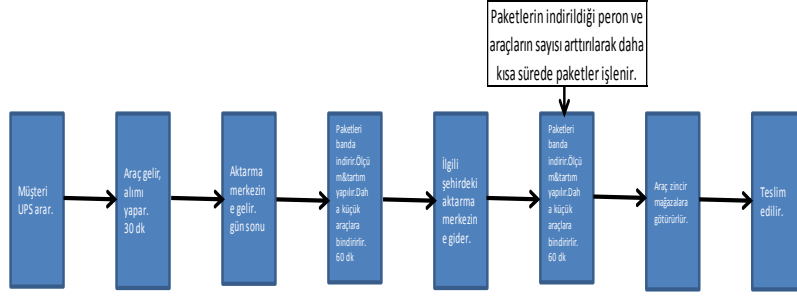 Paketlerin indirildiği peron ve
araçların sayısı arttırılarak daha
kısa sürede paketler işlenir.
Müşteri
UPS arar.
Araç gelir,
alımı
yapar.
30 dk
Aktarma
merkezin
e gelir.
gün sonu
Paketleri
banda
indirir.Ölçü
m&tartım
yapılır.Dah
a küçük
araçlara
bindirirlir.
60 dk
İlgili
şehirdeki
aktarma
merkezin
e gider.
Paketleri
banda
indirir.Ölçü
m&tartım
yapılır.Dah
a küçük
araçlara
bindirirlir.
60 dk
Araç zincir
mağazalara
götürürlür.
Teslim
edilir.